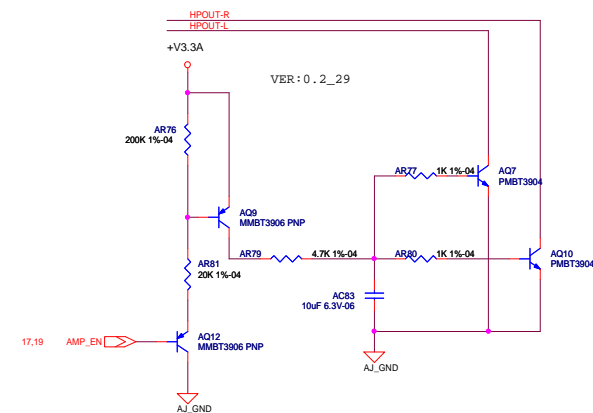 HPOUT-R
HPOUT-L
+V3.3A
VER:0.2_29
AR76
200K 1%-04
AR77 1K 1%-04
AQ7
PMBT3904
AQ9
MMBT3906 PNP
AR79 4.7K 1%-04
AR80 1K 1%-04
AQ10
PMBT3904
AR81
20K 1%-04
AC83
10uF 6.3V-06
17,19 AMP_EN
AQ12
MMBT3906 PNP
AJ_GND
AJ_GND